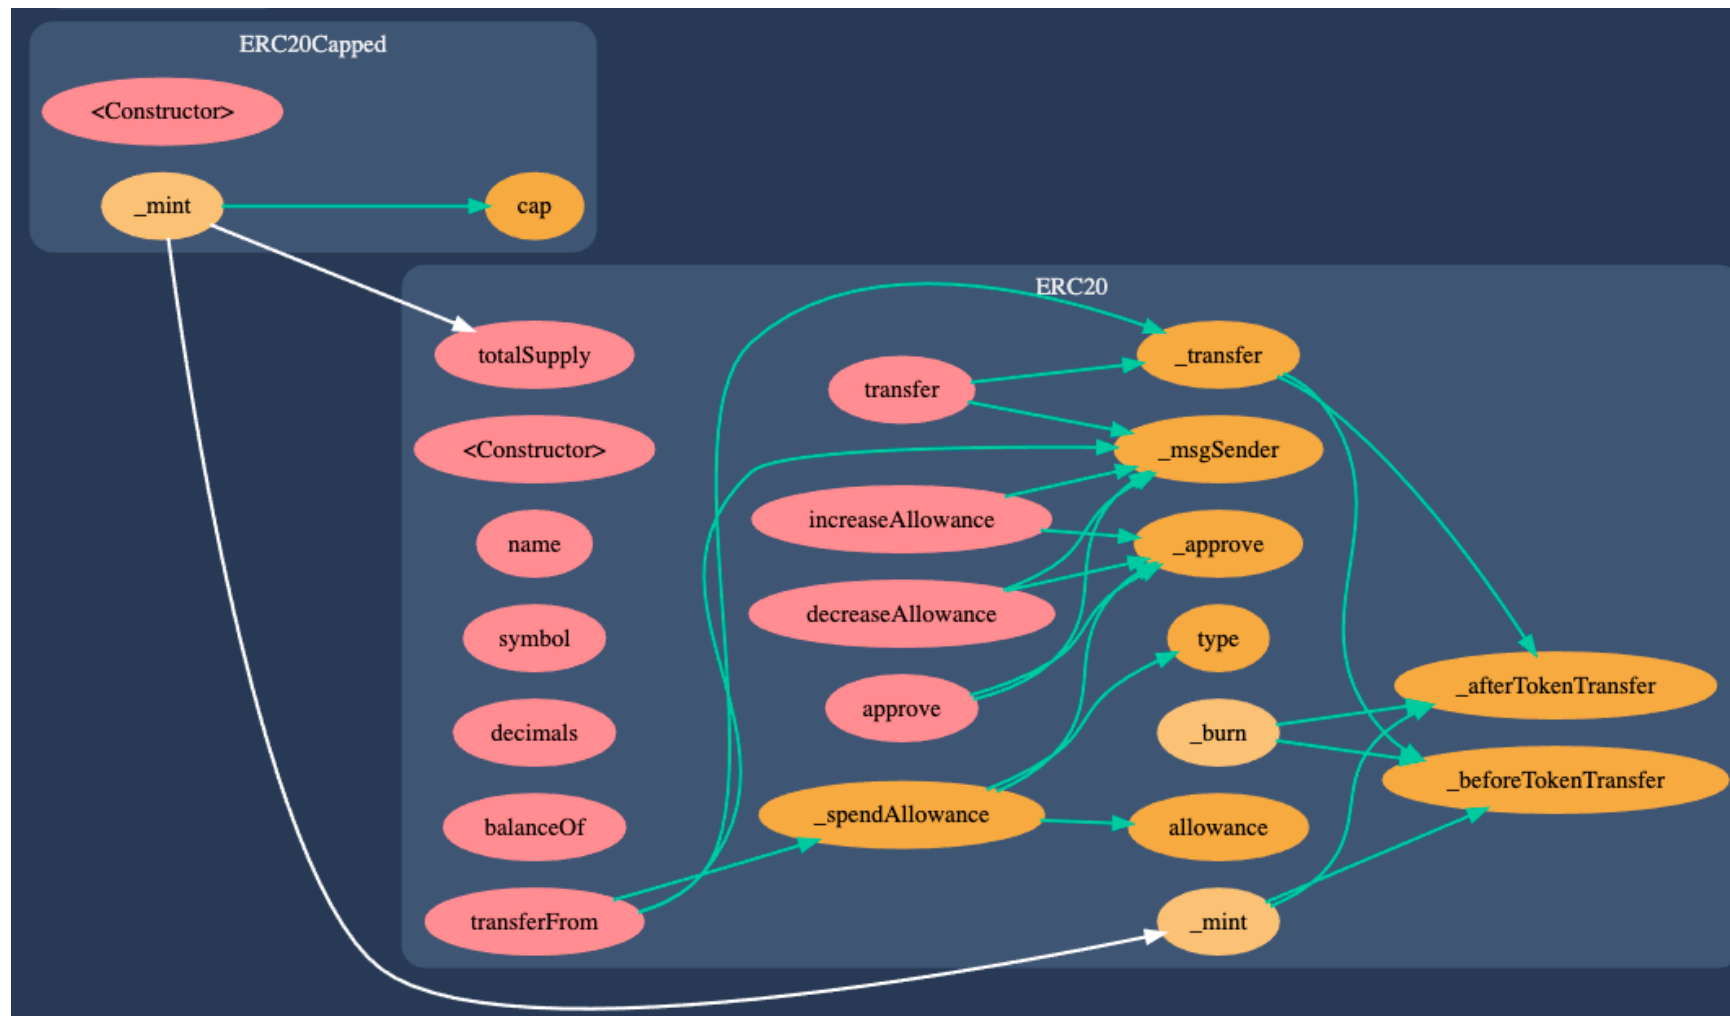 ERC20Capped
<Constructor>
_mint
cap
ERC20
totalSupply
<Constructor>
name
symbol
decimals
balanceOf
transferFrom
transfer
increaseAllowance
decreaseAllowance
approve
_spendAllowance
_transfer
_msgSender
_approve
type
_burn
allowance
_mint
_afterTokenTransfer
_beforeTokenTransfer